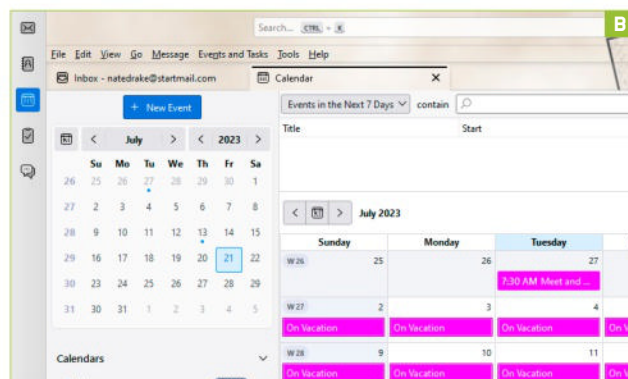 Search... CTRL + K
B
File Edit View Go Message Events and Tasks Tools Help
Inbox - natedrake@startmail.com
Calendar ×
+ New Event
< July > < 2023 >
Su Mo Tu We Th Fr Sa
26 25 26 27 28 29 30 1
27 2 3 4 5 6 7 8
28 9 10 11 12 13 14 15
29 16 17 18 19 20 21 22
30 23 24 25 26 27 28 29
31 30 31 1 2 3 4 5
Calendars
Events in the Next 7 Days contain
Title Start
< > July 2023
Sunday Monday Tuesday
W 26 25 26 27
7:30 AM Meet and ...
W 27 2 3 4
On Vacation On Vacation On Vacation On V
W 28 9 10 11
On Vacation On Vacation On Vacation On V